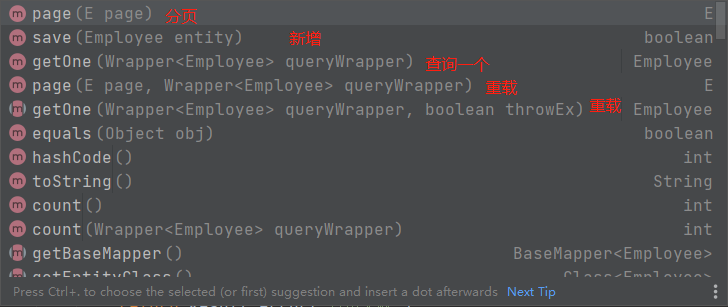 page(E page) 分页 E
save(Employee entity) 新增 boolean
getOne(Wrapper<Employee> queryWrapper) 查询一个 Employee
page(E page, Wrapper<Employee> queryWrapper) 重载 E
getOne(Wrapper<Employee> queryWrapper, boolean throwEx) 重载 Employee
equals(Object obj) boolean
hashCode() int
toString() String
count() int
count(Wrapper<Employee> queryWrapper) int
getBaseMapper() BaseMapper<Employee>
getEntityClass() Class<Employee>
Press Ctrl+. to choose the selected (or first) suggestion and insert a dot afterwards Next Tip